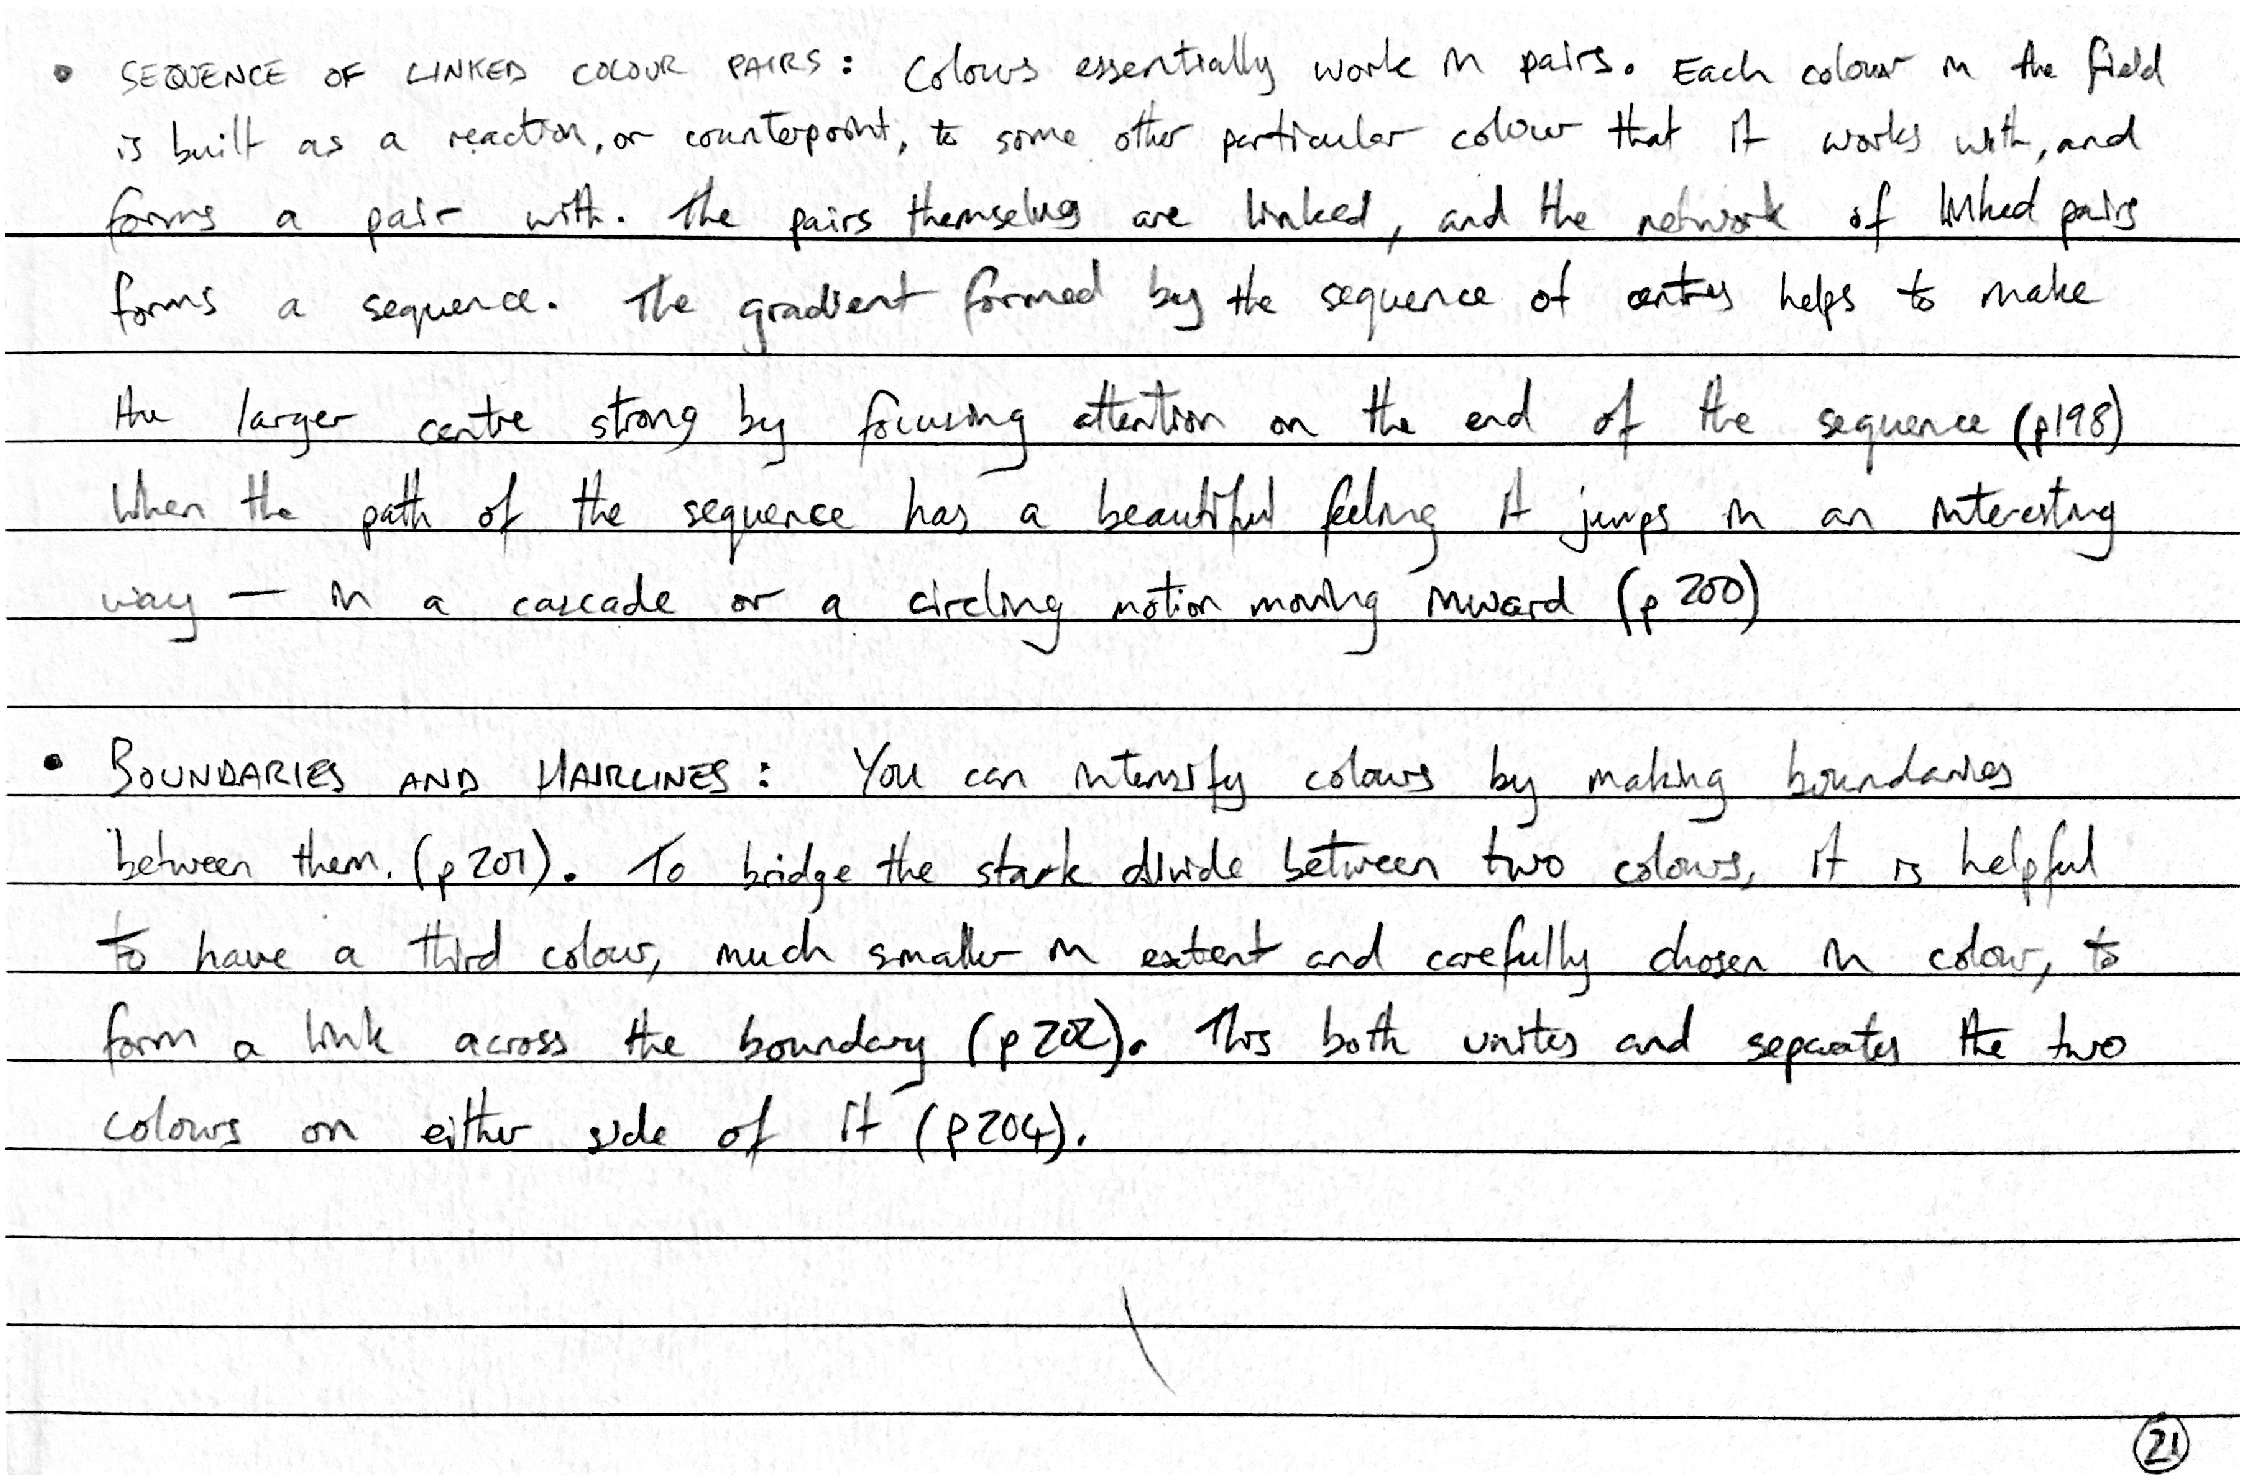 • SEQUENCE OF LINKED COLOUR PAIRS: Colours essentially work in pairs. Each colour in the field
is built as a reaction, or counterpoint, to some other particular colour that it works with, and
forms a pair with. The pairs themselves are linked, and the network of linked pairs
forms a sequence. The gradient formed by the sequence of centres helps to make
the larger centre strong by focusing attention on the end of the sequence (p198)
When the path of the sequence has a beautiful feeling it jumps in an interesting
way — in a cascade or a circling motion moving inward (p 200)
• BOUNDARIES AND HAIRLINES: You can intensify colours by making boundaries
between them. (p 201). To bridge the stark divide between two colours, it is helpful
to have a third colour, much smaller in extent and carefully chosen in colour, to
form a link across the boundary (p 202). This both unites and separates the two
colours on either side of it (p204).
21